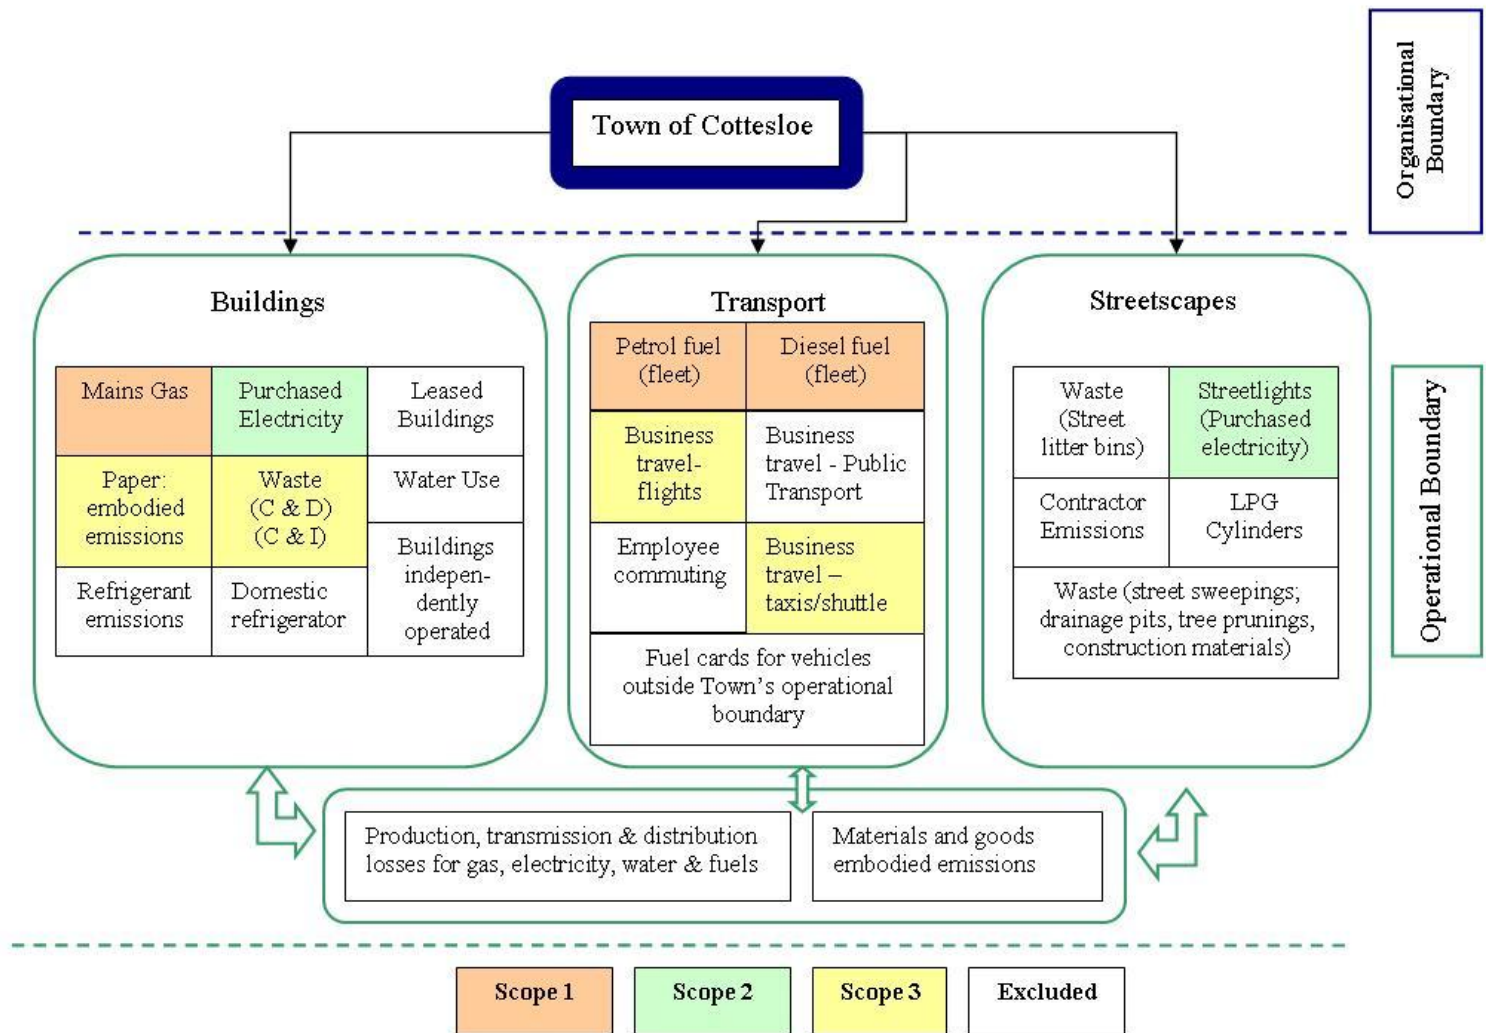 Organisational
Boundary
Town of Cottesloe
Buildings
Mains Gas
Purchased
Electricity
Leased
Buildings
Paper:
embodied
emissions
Waste
(C & D)
(C & I)
Water Use
Buildings
indepen-
dently
operated
Refrigerant
emissions
Domestic
refrigerator
Transport
Petrol fuel
(fleet)
Diesel fuel
(fleet)
Business
travel-
flights
Business
travel - Public
Transport
Employee
commuting
Business
travel –
taxis/shuttle
Fuel cards for vehicles
outside Town’s operational
boundary
Streetscapes
Waste
(Street
litter bins)
Streetlights
(Purchased
electricity)
Contractor
Emissions
LPG
Cylinders
Waste (street sweepings;
drainage pits, tree prunings,
construction materials)
Operational Boundary
Production, transmission & distribution
losses for gas, electricity, water & fuels
Materials and goods
embodied emissions
Scope 1
Scope 2
Scope 3
Excluded